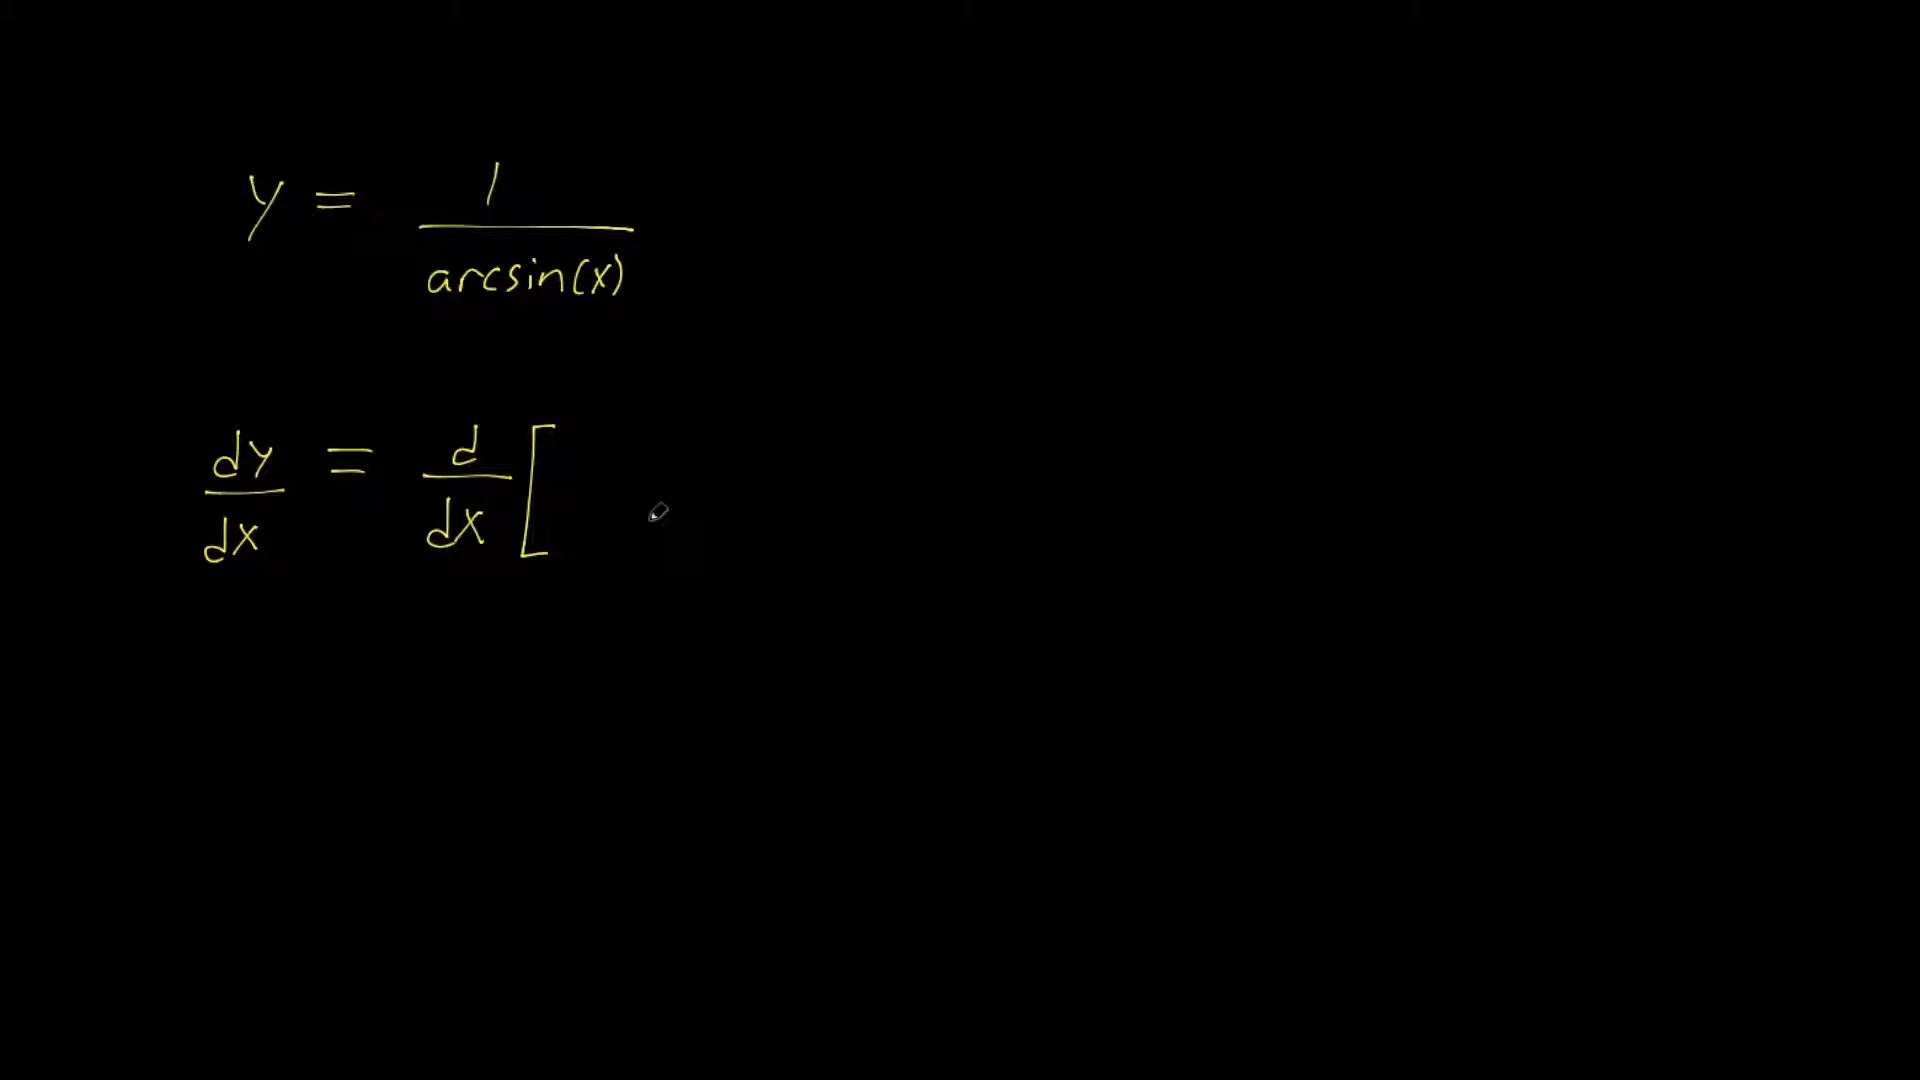 y = 1/arcsin(x)
dy/dx = d/dx [